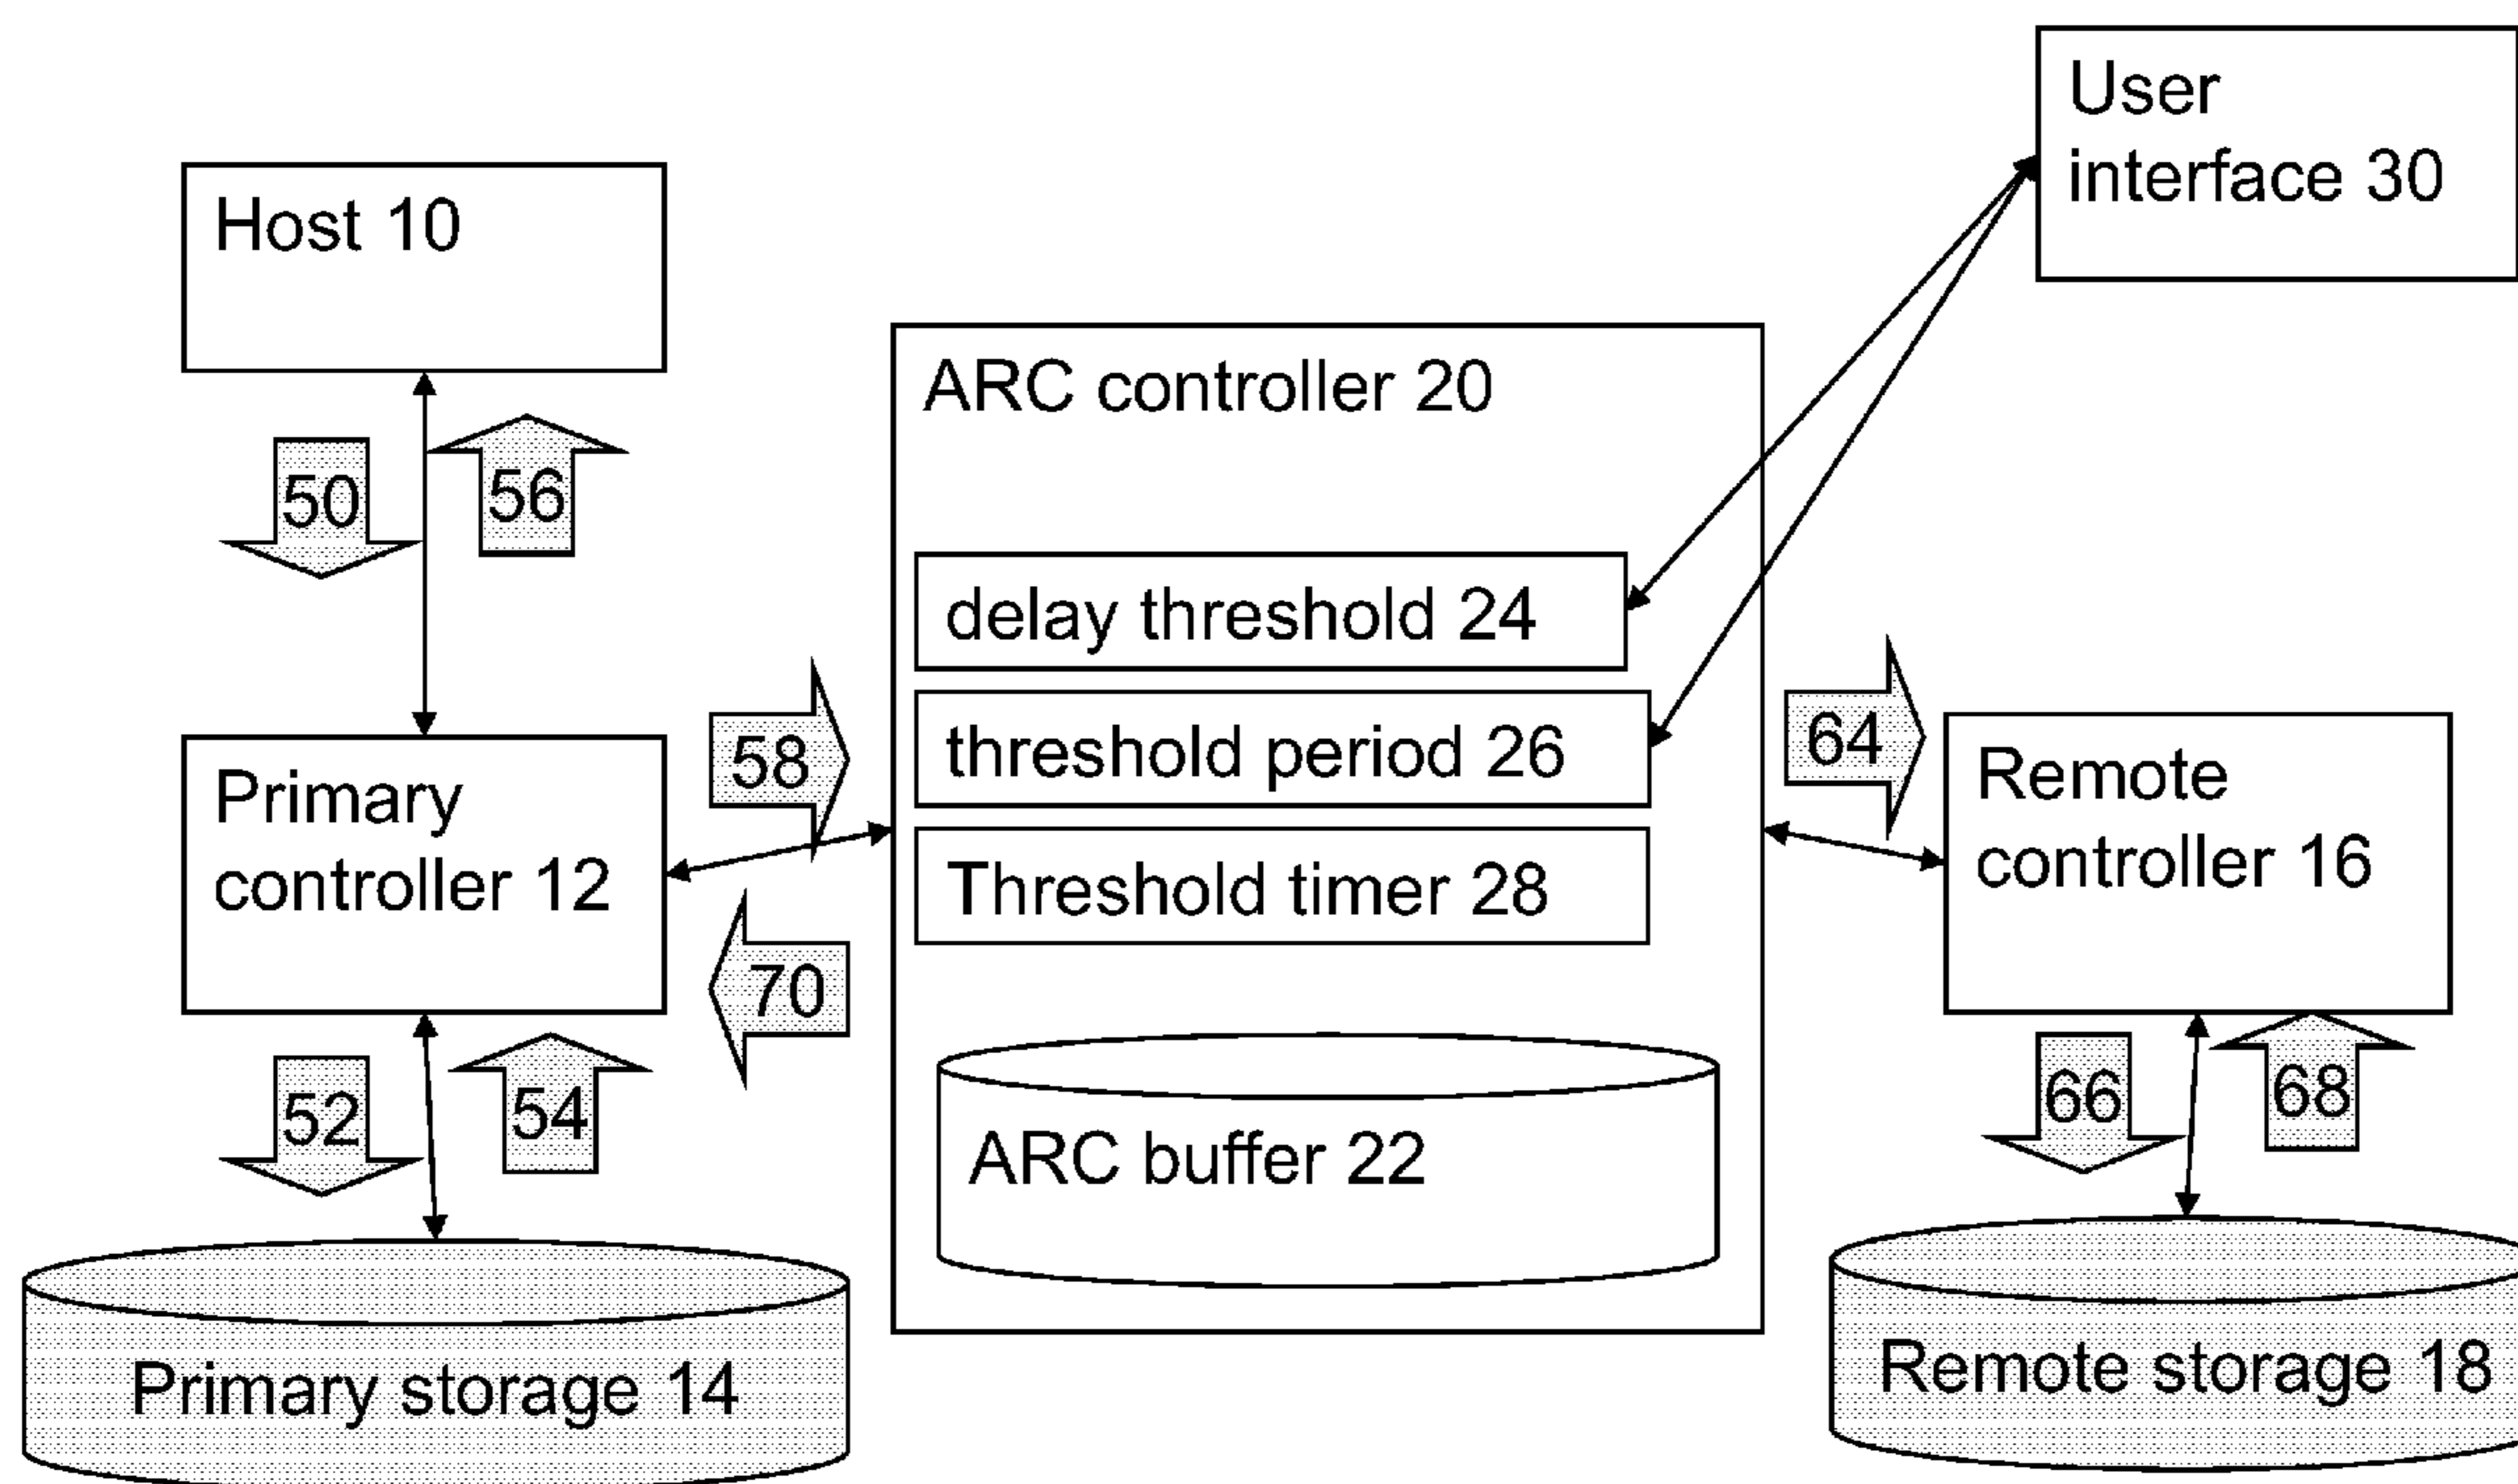 User
interface 30
Host 10
50
56
ARC controller 20
delay threshold 24
threshold period 26
Threshold timer 28
58
64
Primary
controller 12
Remote
controller 16
70
52
54
66
68
ARC buffer 22
Primary storage 14
Remote storage 18